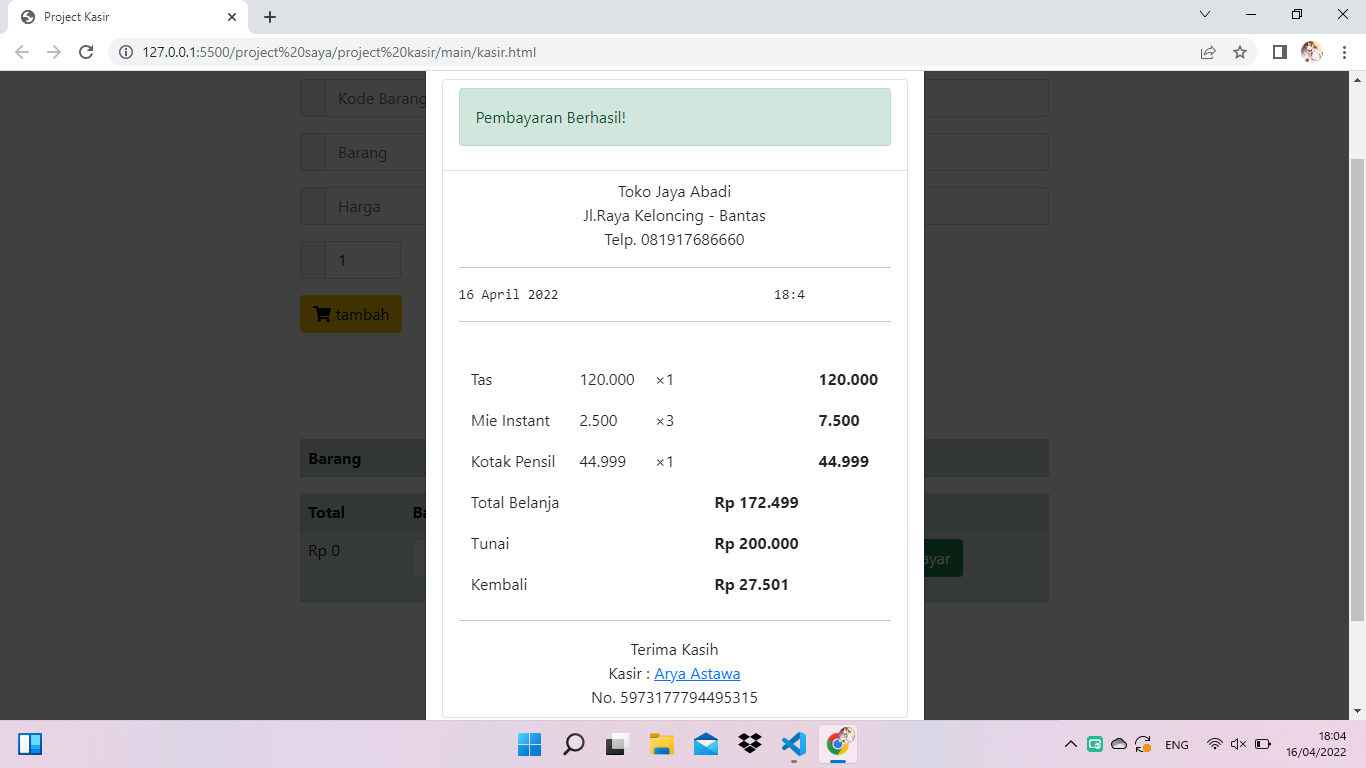 Project Kasir
127.0.0.1:5500/project%20saya/project%20kasir/main/kasir.html
Kode Barang
Barang
Harga
1
tambah
Barang
Total Ba
Rp 0
ayar
Pembayaran Berhasil!
Toko Jaya Abadi
Jl.Raya Keloncing - Bantas
Telp. 081917686660
16 April 2022 18:4
Tas 120.000 ×1 120.000
Mie Instant 2.500 ×3 7.500
Kotak Pensil 44.999 ×1 44.999
Total Belanja Rp 172.499
Tunai Rp 200.000
Kembali Rp 27.501
Terima Kasih
Kasir : Arya Astawa
No. 5973177794495315
ENG
18:04
16/04/2022